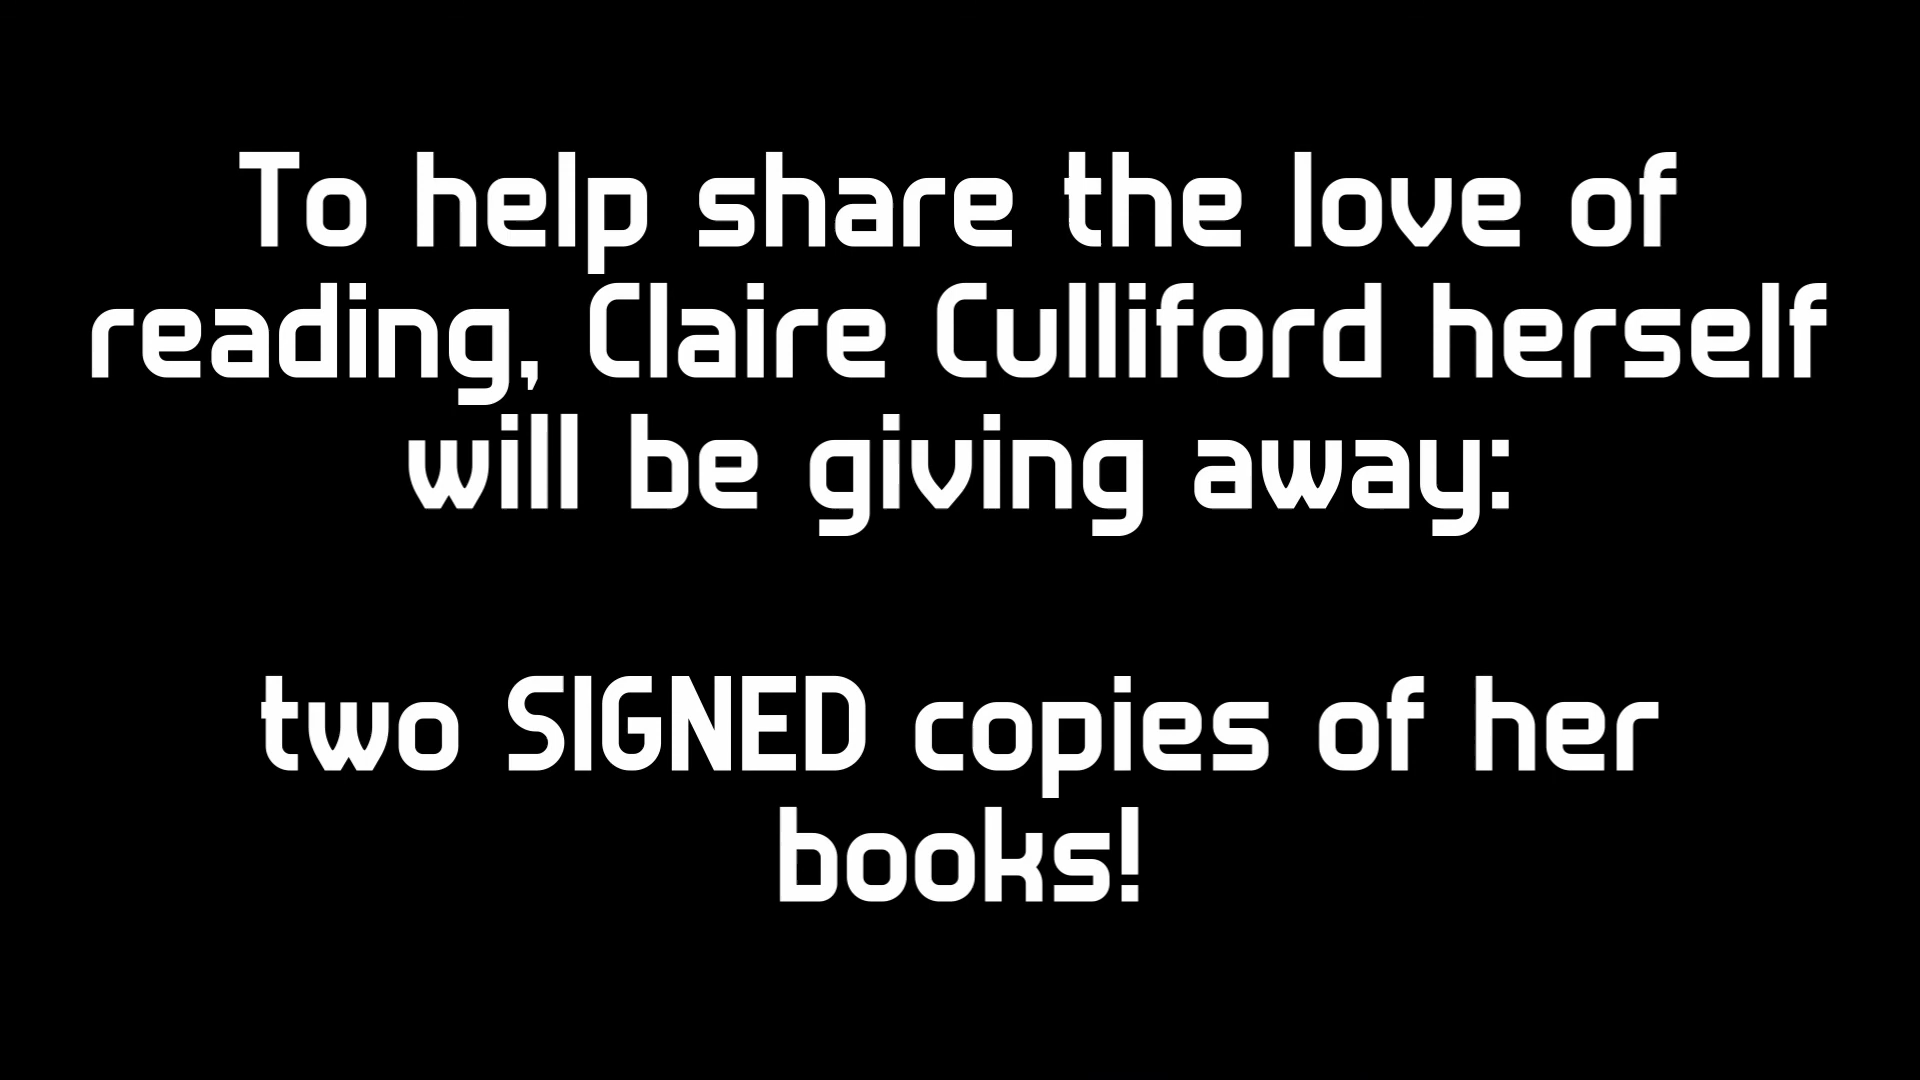 To help share the love of
reading, Claire Culliford herself
will be giving away:
two SIGNED copies of her
books!